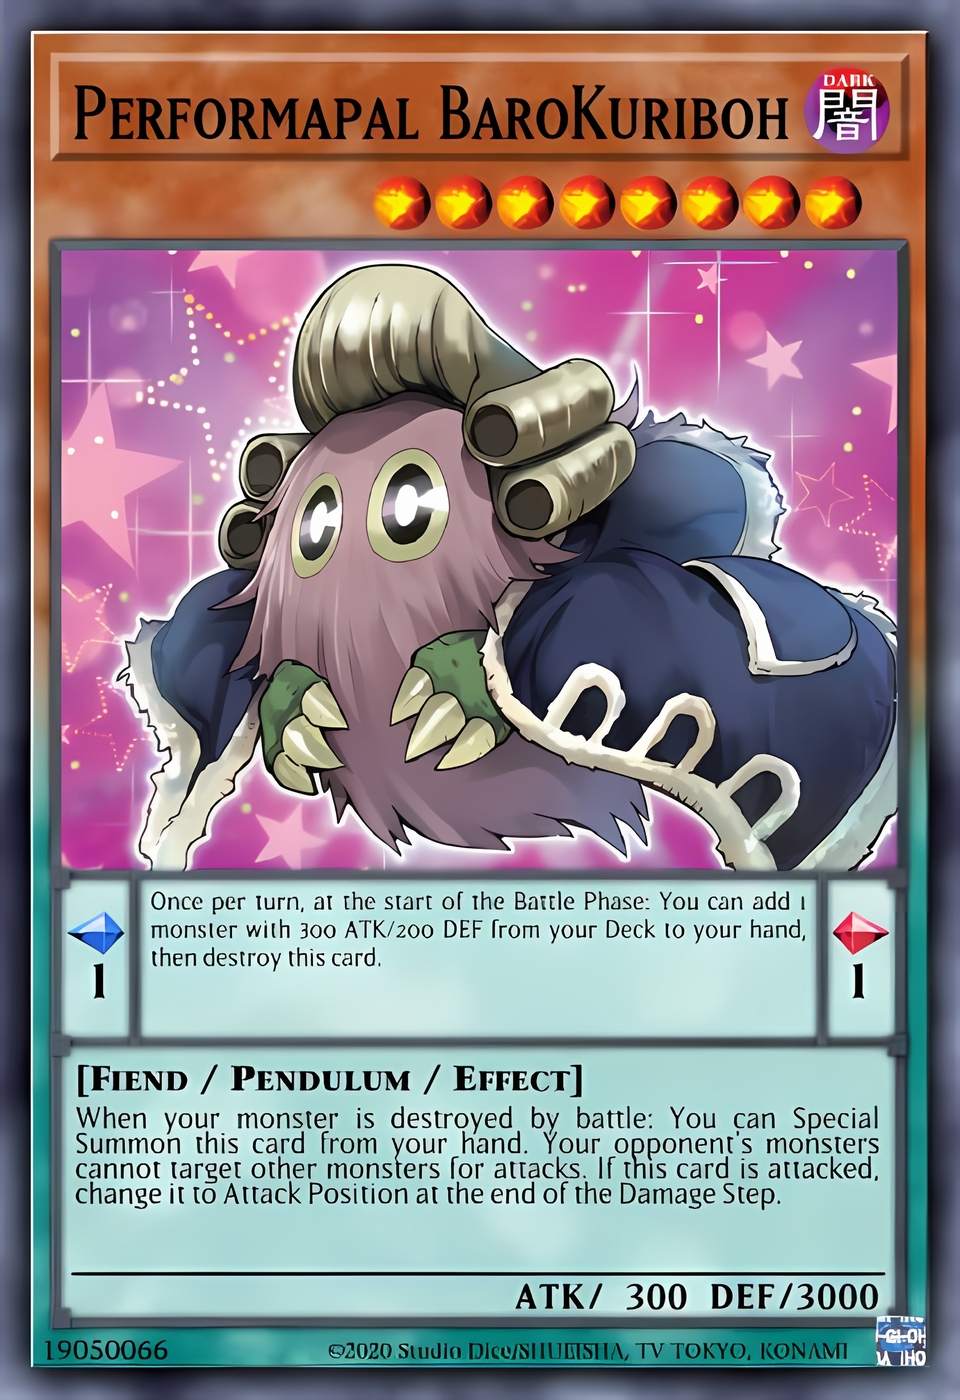 PERFORMAPAL BAROKURIBOH
DARK
闇
Once per turn, at the start of the Battle Phase: You can add 1
monster with 300 ATK/200 DEF from your Deck to your hand,
then destroy this card.
1
1
[FIEND / PENDULUM / EFFECT]
When your monster is destroyed by battle: You can Special
Summon this card from your hand. Your opponent's monsters
cannot target other monsters for attacks. If this card is attacked,
change it to Attack Position at the end of the Damage Step.
ATK/ 300 DEF/3000
19050066
©2020 Studio Dice/SHUEISHA, TV TOKYO, KONAMI